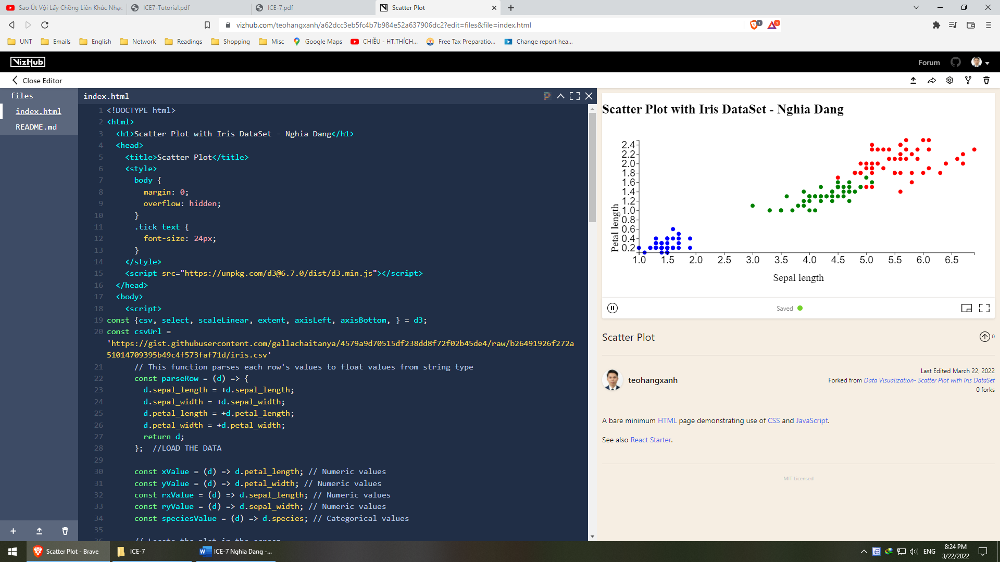 Sao Út Vội Lấy Chồng Liên Khúc Nhạc
ICE7-Tutorial.pdf
ICE-7.pdf
Scatter Plot
vizhub.com/teohangxanh/a62dcc3eb5fc4b7b984e52a637906dc2?edit=files&file=index.html
1
1
UNT
Emails
English
Network
Readings
Shopping
Misc
Google Maps
CHIỀU - HT.THÍCH...
Free Tax Preparatio...
Change report hea...
VizHub
Forum
Close Editor
files
index.html
README.md
index.html
1 <!DOCTYPE html>
2 <html>
3 <h1>Scatter Plot with Iris DataSet - Nghia Dang</h1>
4 <head>
5 <title>Scatter Plot</title>
6 <style>
7 body {
8 margin: 0;
9 overflow: hidden;
10 }
11 .tick text {
12 font-size: 24px;
13 }
14 </style>
15 <script src="https://unpkg.com/d3@6.7.0/dist/d3.min.js"></script>
16 </head>
17 <body>
18 <script>
19 const {csv, select, scaleLinear, extent, axisLeft, axisBottom, } = d3;
20 const csvUrl =
'https://gist.githubusercontent.com/gallachaitanya/4579a9d70515df238dd8f72f02b45de4/raw/b26491926f272a
51014709395b49c4f573faf71d/iris.csv'
21 // This function parses each row's values to float values from string type
22 const parseRow = (d) => {
23 d.sepal_length = +d.sepal_length;
24 d.sepal_width = +d.sepal_width;
25 d.petal_length = +d.petal_length;
26 d.petal_width = +d.petal_width;
27 return d;
28 }; //LOAD THE DATA
29
30 const xValue = (d) => d.petal_length; // Numeric values
31 const yValue = (d) => d.petal_width; // Numeric values
32 const rxValue = (d) => d.sepal_length; // Numeric values
33 const ryValue = (d) => d.sepal_width; // Numeric values
34 const speciesValue = (d) => d.species; // Categorical values
35
36 // Locate the plot in the screen
Scatter Plot with Iris DataSet - Nghia Dang
2.4
2.2
2.0
1.8
1.6
1.4
1.2
1.0
0.8
0.6
0.4
0.2
Petal length
1.0 1.5 2.0 2.5 3.0 3.5 4.0 4.5 5.0 5.5 6.0 6.5
Sepal length
Saved
Scatter Plot
0
teohangxanh
Last Edited March 22, 2022
Forked from Data Visualization- Scatter Plot with Iris DataSet
0 forks
A bare minimum HTML page demonstrating use of CSS and JavaScript.
See also React Starter.
MIT Licensed
Scatter Plot - Brave
ICE-7
ICE-7 Nghia Dang -...
ENG
8:24 PM
3/22/2022